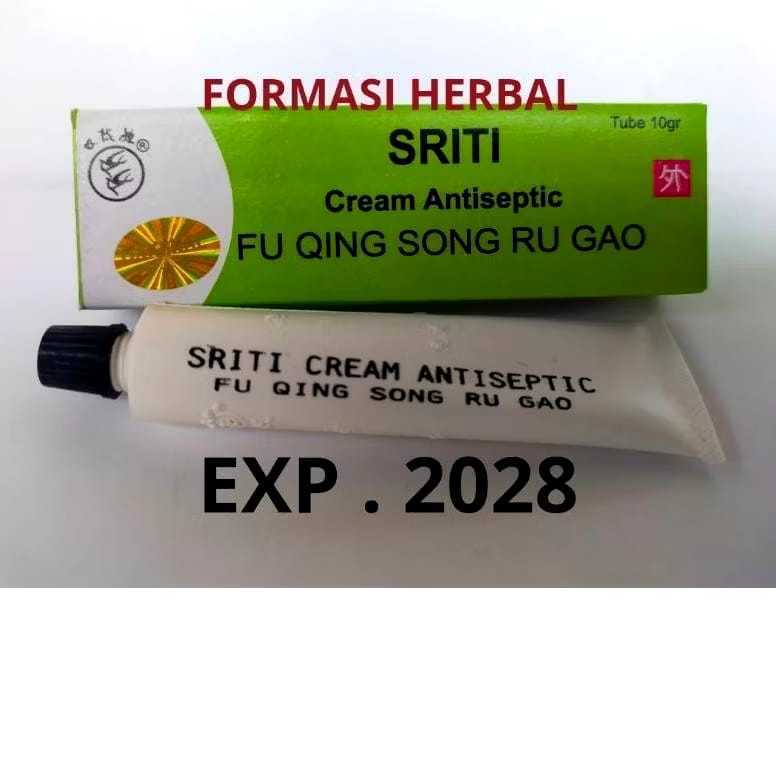 FORMASI HERBAL
Tube 10gr
SRITI
®
外
Cream Antiseptic
FU QING SONG RU GAO
SRITI CREAM ANTISEPTIC
FU QING SONG RU GAO
EXP . 2028